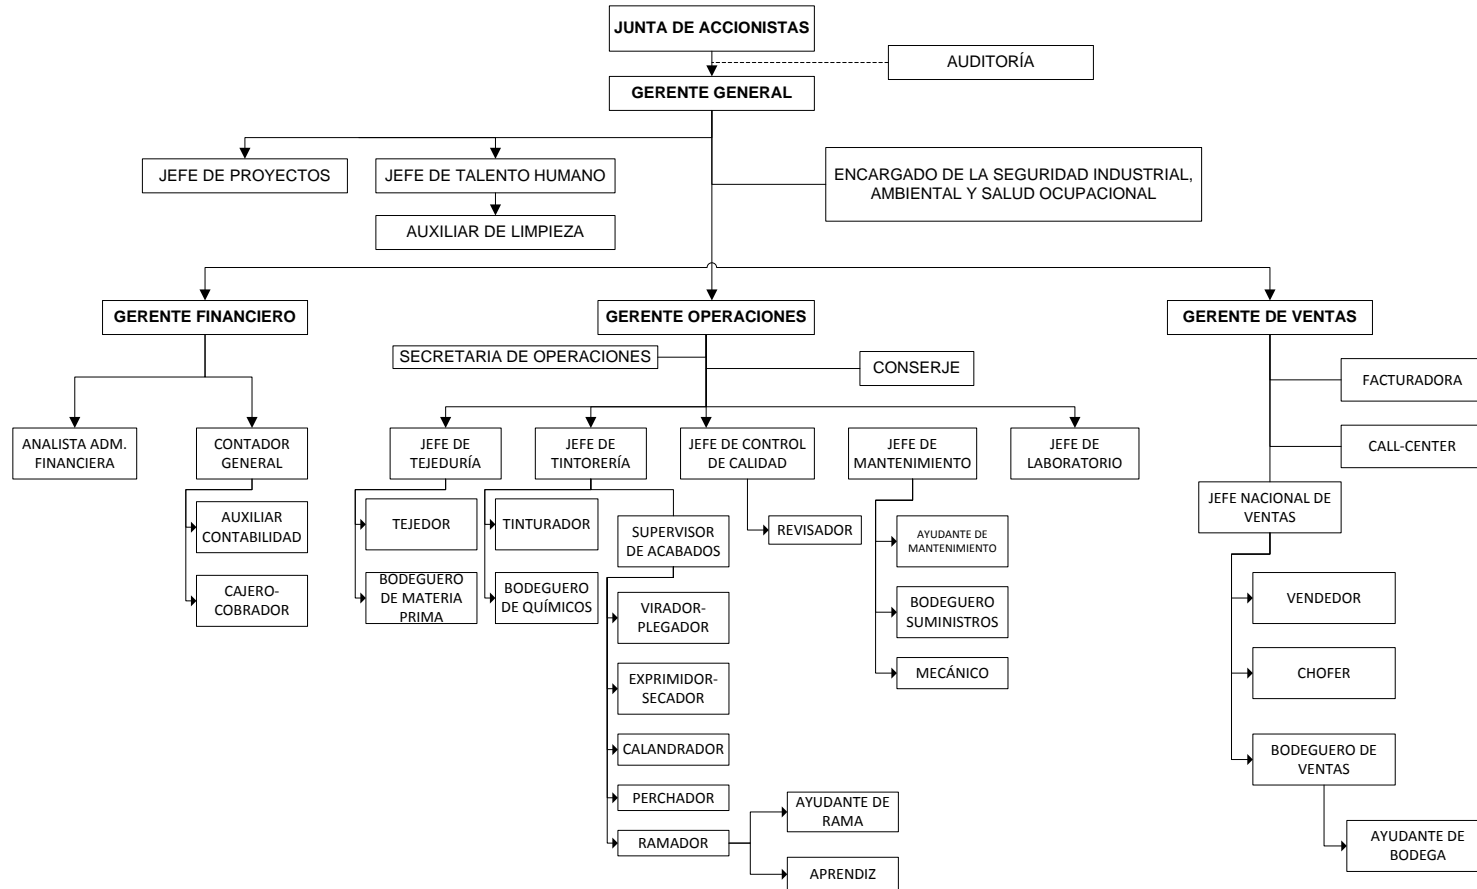 JUNTA DE ACCIONISTAS
AUDITORÍA
GERENTE GENERAL
JEFE DE PROYECTOS
JEFE DE TALENTO HUMANO
ENCARGADO DE LA SEGURIDAD INDUSTRIAL,
AMBIENTAL Y SALUD OCUPACIONAL
AUXILIAR DE LIMPIEZA
GERENTE FINANCIERO
GERENTE OPERACIONES
GERENTE DE VENTAS
SECRETARIA DE OPERACIONES
CONSERJE
FACTURADORA
CALL-CENTER
ANALISTA ADM.
FINANCIERA
CONTADOR
GENERAL
JEFE DE
TEJEDURÍA
JEFE DE
TINTORERÍA
JEFE DE CONTROL
DE CALIDAD
JEFE DE
MANTENIMIENTO
JEFE DE
LABORATORIO
JEFE NACIONAL DE
VENTAS
AUXILIAR
CONTABILIDAD
TEJEDOR
TINTURADOR
SUPERVISOR
DE ACABADOS
REVISADOR
AYUDANTE DE
MANTENIMIENTO
CAJERO-
COBRADOR
BODEGUERO
DE MATERIA
PRIMA
BODEGUERO
DE QUÍMICOS
VIRADOR-
PLEGADOR
BODEGUERO
SUMINISTROS
VENDEDOR
EXPRIMIDOR-
SECADOR
MECÁNICO
CHOFER
CALANDRADOR
BODEGUERO DE
VENTAS
PERCHADOR
AYUDANTE DE
RAMA
RAMADOR
AYUDANTE DE
BODEGA
APRENDIZ